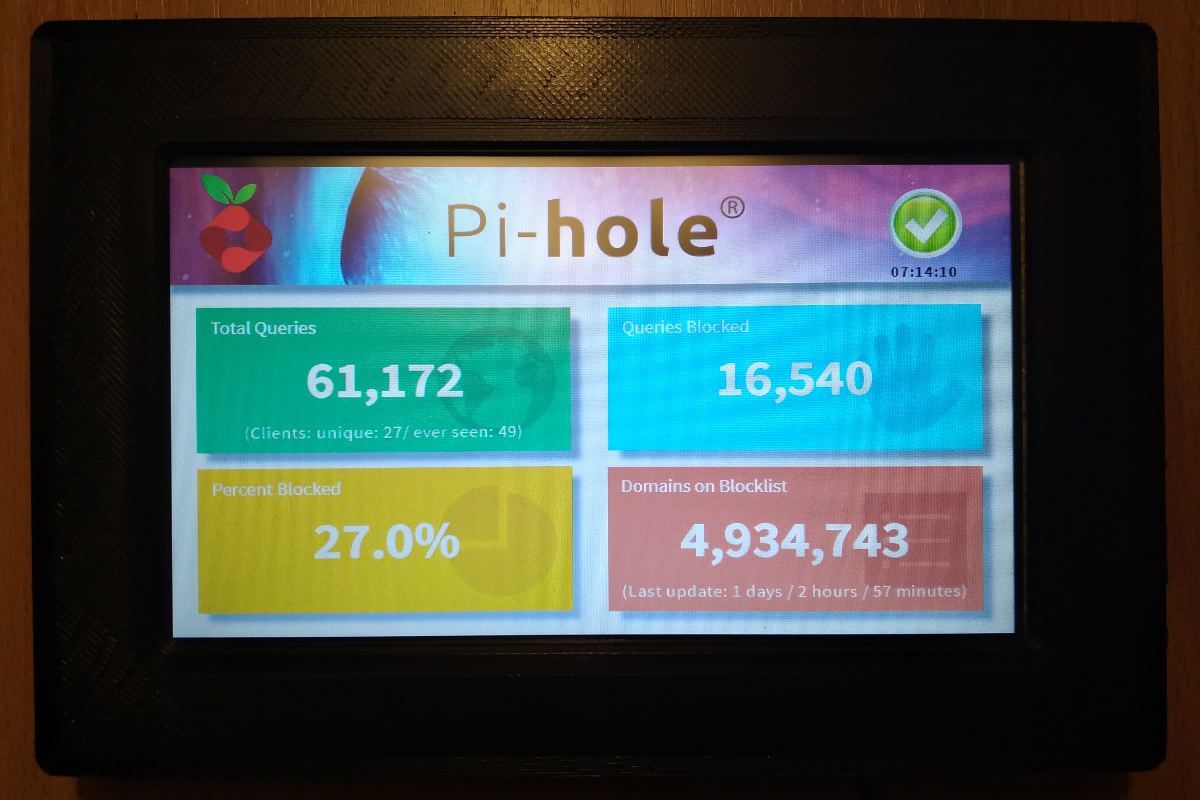 Pi-hole®
07:14:10
Total Queries
61,172
(Clients: unique: 27/ ever seen: 49)
Queries Blocked
16,540
Percent Blocked
27.0%
Domains on Blocklist
4,934,743
(Last update: 1 days / 2 hours / 57 minutes)